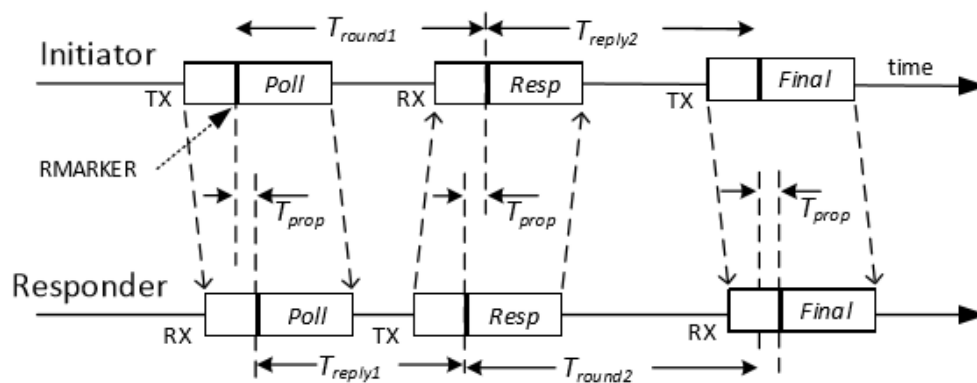 T_round1 T_reply2
Initiator time
Poll Resp Final
TX RX TX
RMARKER
T_prop T_prop T_prop
Responder
Poll Resp Final
RX TX RX
T_reply1 T_round2